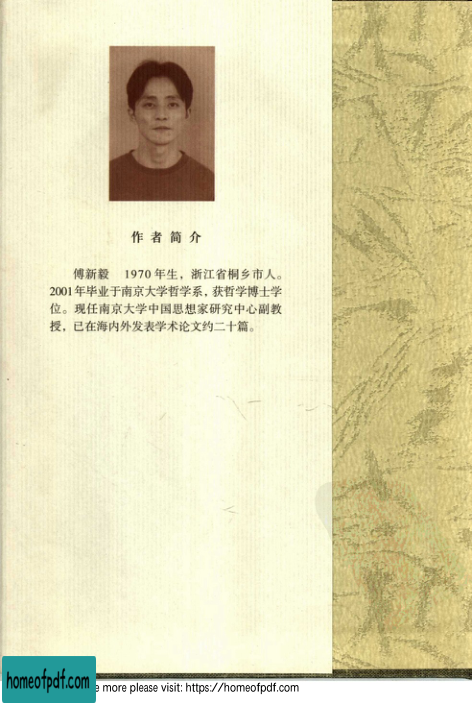 作者简介
傅新毅 1970年生，浙江省桐乡市人。
2001年毕业于南京大学哲学系，获哲学博士学
位。现任南京大学中国思想家研究中心副教
授，已在海内外发表学术论文约二十篇。
homeofpdf.com
more please visit: https://homeofpdf.com